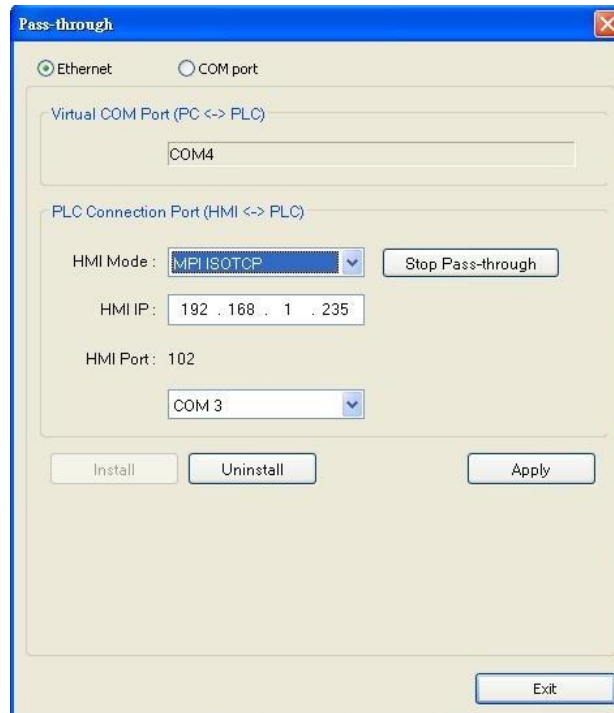 Pass-through
Ethernet COM port
Virtual COM Port (PC <-> PLC)
COM4
PLC Connection Port (HMI <-> PLC)
HMI Mode : MPI ISOTCP Stop Pass-through
HMI IP : 192 . 168 . 1 . 235
HMI Port : 102
COM 3
Install Uninstall Apply
Exit